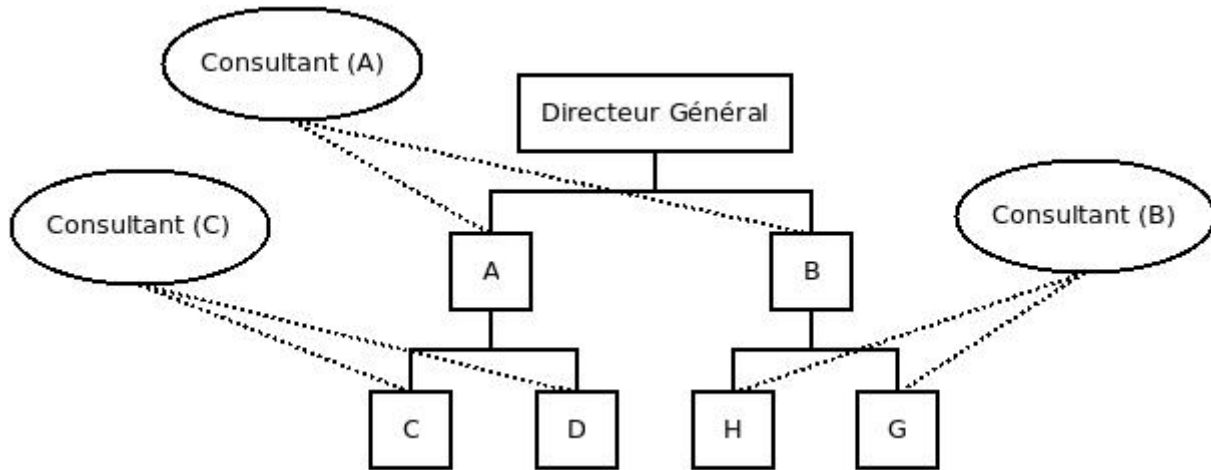 Consultant (A)
Directeur Général
Consultant (C)
Consultant (B)
A
B
C
D
H
G